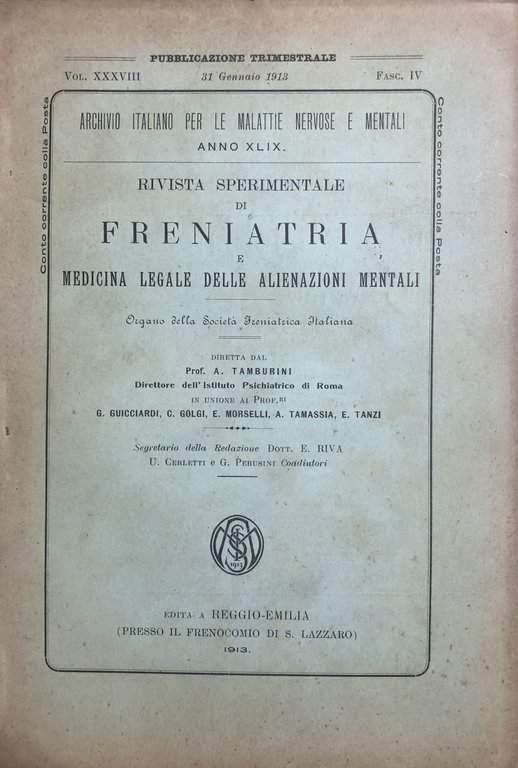 PUBBLICAZIONE TRIMESTRALE
VOL. XXXVIII 31 Gennaio 1913 FASC. IV
Conto corrente colla Posta
Conto corrente colla Posta
ARCHIVIO ITALIANO PER LE MALATTIE NERVOSE E MENTALI
ANNO XLIX.
RIVISTA SPERIMENTALE
DI
FRENIATRIA
E
MEDICINA LEGALE DELLE ALIENAZIONI MENTALI
Organo della Società Freniatrica Italiana
DIRETTA DAL
Prof. A. TAMBURINI
Direttore dell'Istituto Psichiatrico di Roma
IN UNIONE AI PROF.RI
G. GUICCIARDI, C. GOLGI, E. MORSELLI, A. TAMASSIA, E. TANZI
Segretario della Redazione DOTT. E. RIVA
U. CERLETTI e G. PERUSINI Coadiutori
1913
EDITA A REGGIO-EMILIA
(PRESSO IL FRENOCOMIO DI S. LAZZARO)
1913.